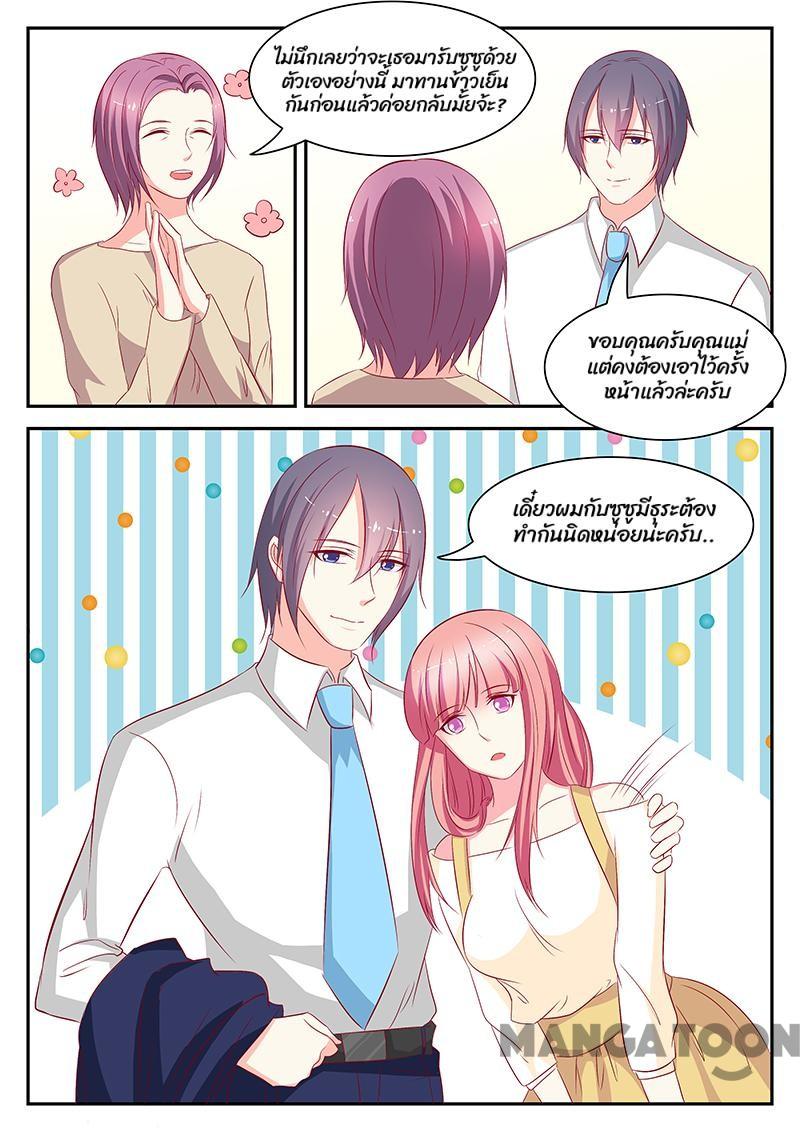 ไม่นึกเลยว่าจะเธอมารับซูซูด้วย
ตัวเองอย่างนี้ มาทานข้าวเย็น
กันก่อนแล้วค่อยกลับมั้ยจ้ะ?
ขอบคุณครับคุณแม่
แต่คงต้องเอาไว้ครั้ง
หน้าแล้วล่ะครับ
เดี๋ยวผมกับซูซูมีธุระต้อง
ทำกันนิดหน่อยน่ะครับ..
MANGATOON